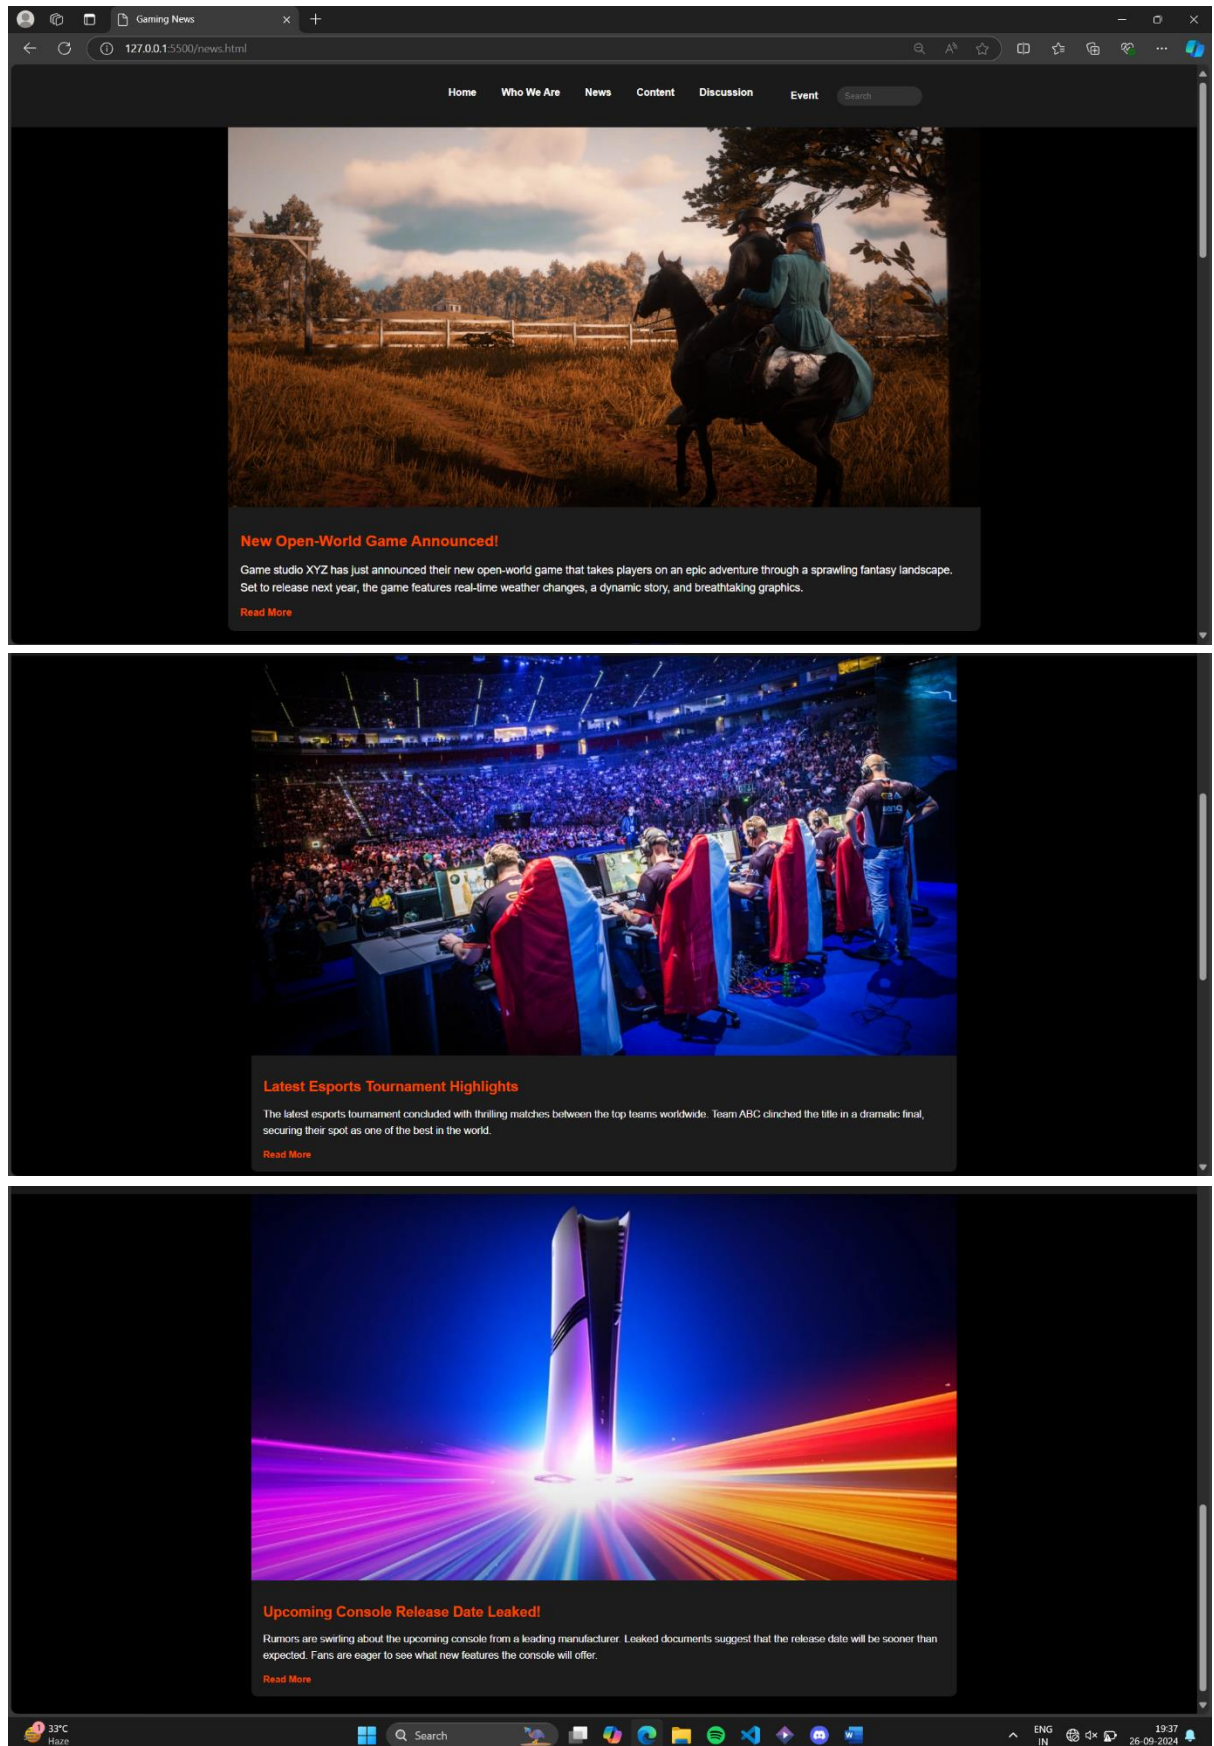 Gaming News
127.0.0.1:5500/news.html
Home Who We Are News Content Discussion Event Search
New Open-World Game Announced!
Game studio XYZ has just announced their new open-world game that takes players on an epic adventure through a sprawling fantasy landscape.
Set to release next year, the game features real-time weather changes, a dynamic story, and breathtaking graphics.
Read More
Latest Esports Tournament Highlights
The latest esports tournament concluded with thrilling matches between the top teams worldwide. Team ABC clinched the title in a dramatic final,
securing their spot as one of the best in the world.
Read More
Upcoming Console Release Date Leaked!
Rumors are swirling about the upcoming console from a leading manufacturer. Leaked documents suggest that the release date will be sooner than
expected. Fans are eager to see what new features the console will offer.
Read More
1 33°C
Haze
Search
ENG
IN
19:37
26-09-2024